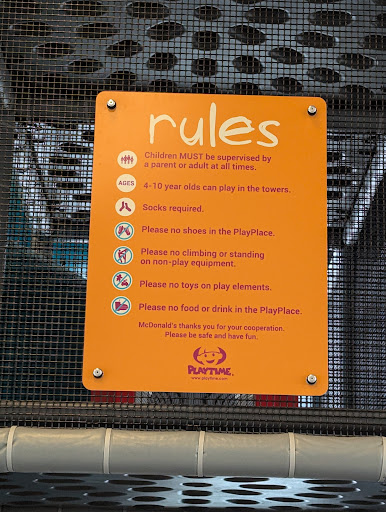 rules
Children MUST be supervised by
a parent or adult at all times.
AGES
4-10 year olds can play in the towers.
Socks required.
Please no shoes in the PlayPlace.
Please no climbing or standing
on non-play equipment.
Please no toys on play elements.
Please no food or drink in the PlayPlace.
McDonald's thanks you for your cooperation.
Please be safe and have fun.
PLAYTIME.